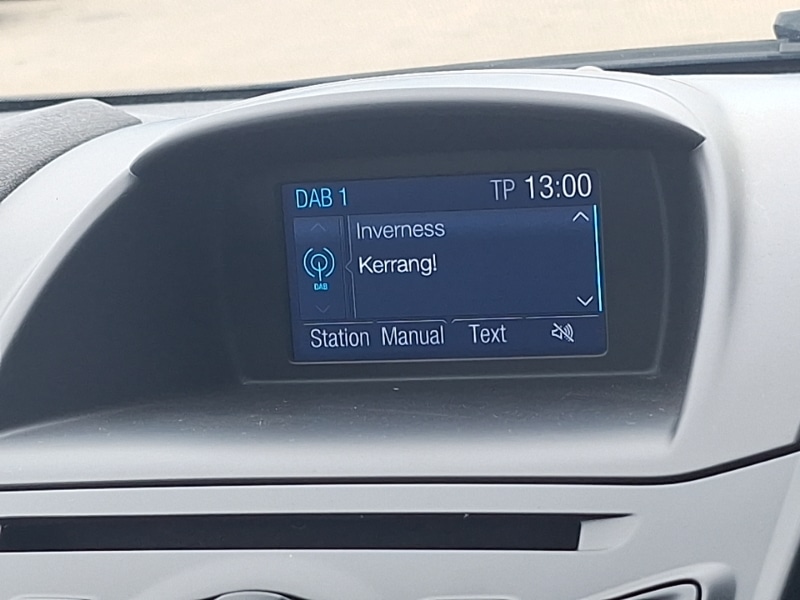 DAB 1 TP 13:00
Inverness
DAB
Kerrang!
Station Manual Text